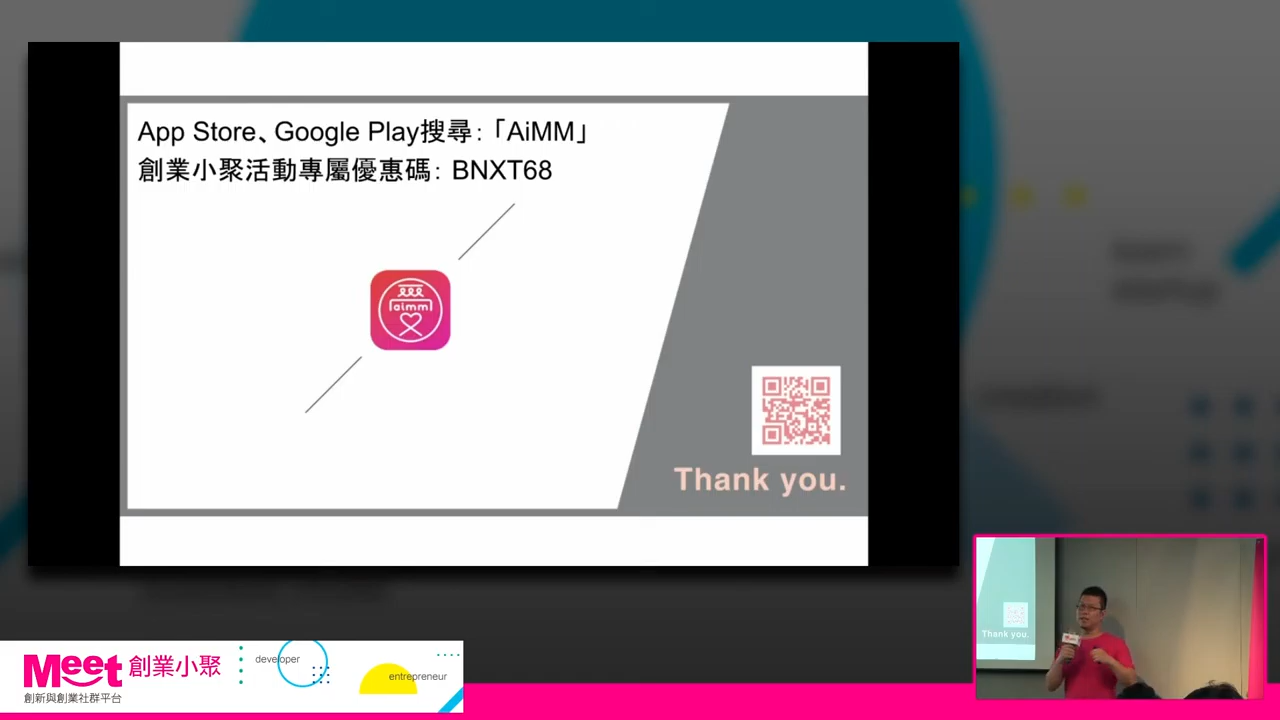 App Store、Google Play搜尋：「AiMM」
創業小聚活動專屬優惠碼： BNXT68
aimm
Thank you.
Thank you.
Meet 創業小聚
創新與創業社群平台
developer
entrepreneur